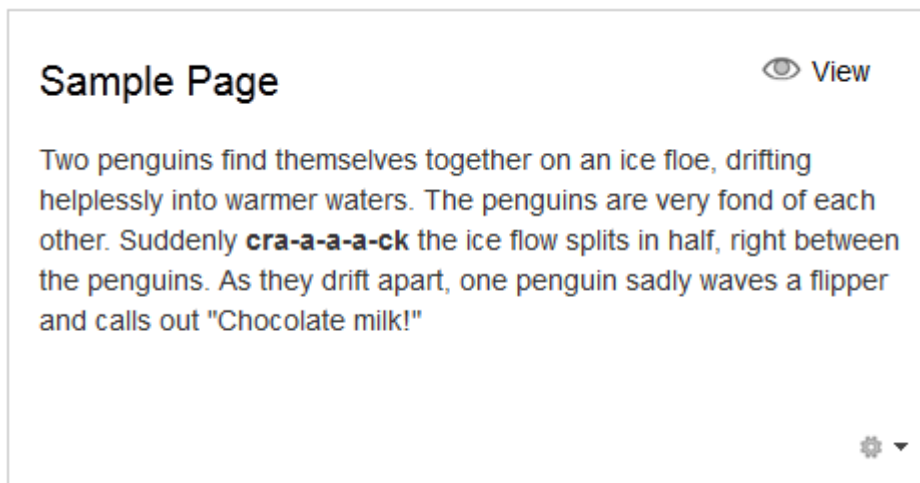 Sample Page
View
Two penguins find themselves together on an ice floe, drifting
helplessly into warmer waters. The penguins are very fond of each
other. Suddenly cra-a-a-a-ck the ice flow splits in half, right between
the penguins. As they drift apart, one penguin sadly waves a flipper
and calls out "Chocolate milk!"